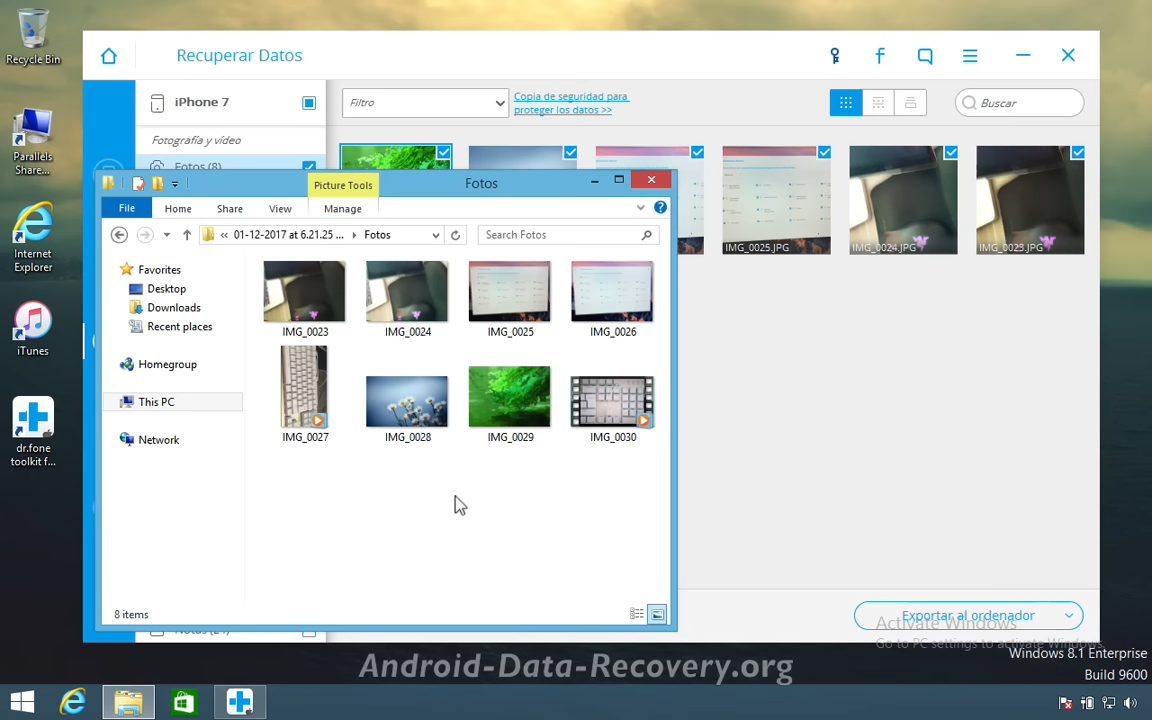 Recycle Bin
Parallels
Share...
Internet
Explorer
iTunes
dr.fone
toolkit f...
Recuperar Datos
iPhone 7
Fotografía y vídeo
Fotos (8)
Filtro
Copia de seguridad para
proteger los datos >>
Buscar
IMG_0025.JPG
IMG_0024.JPG
IMG_0023.JPG
Picture Tools
Fotos
File
Home
Share
View
Manage
01-12-2017 at 6.21.25 ...
Fotos
Search Fotos
Favorites
Desktop
Downloads
Recent places
Homegroup
This PC
Network
IMG_0023
IMG_0024
IMG_0025
IMG_0026
IMG_0027
IMG_0028
IMG_0029
IMG_0030
8 items
Exportar al ordenador
Activate Windows
Go to PC settings to activate Windows.
Windows 8.1 Enterprise
Build 9600
Android-Data-Recovery.org